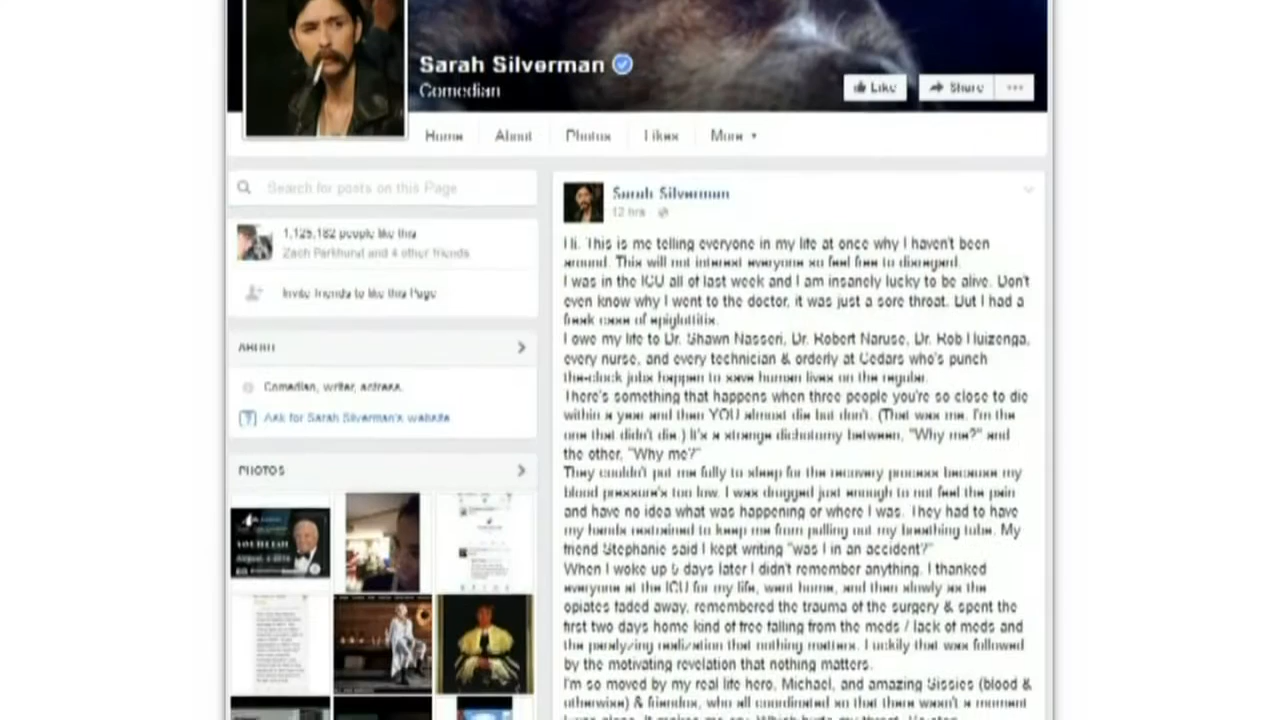 Sarah Silverman
Comedian
Like
Share
Home
About
Photos
Likes
More
Search for posts on this Page
1,125,182 people like this
Zach Parkhurst and 4 other friends
Invite friends to like this Page
ABOUT
Comedian, writer, actress.
Ask for Sarah Silverman's website
PHOTOS
Sarah Silverman
12 hrs
Hi. This is me telling everyone in my life at once why I haven't been
around. This will not interest everyone so feel free to disregard.
I was in the ICU all of last week and I am insanely lucky to be alive. Don't
even know why I went to the doctor, it was just a sore throat. But I had a
freak case of epiglottitis.
I owe my life to Dr. Shawn Nasseri, Dr. Robert Naruse, Dr. Rob Huizenga,
every nurse, and every technician & orderly at Cedars who's punch
the-clock jobs happen to save human lives on the regular.
There's something that happens when three people you're so close to die
within a year and then YOU almost die but don't. (That was me. I'm the
one that didn't die.) It's a strange dichotomy between, "Why me?" and
the other, "Why me?"
They couldn't put me fully to sleep for the recovery process because my
blood pressure's too low. I was drugged just enough to not feel the pain
and have no idea what was happening or where I was. They had to have
my hands restrained to keep me from pulling out my breathing tube. My
friend Stephanie said I kept writing "was I in an accident?"
When I woke up 5 days later I didn't remember anything. I thanked
everyone at the ICU for my life, went home, and then slowly as the
opiates faded away, remembered the trauma of the surgery & spent the
first two days home kind of free falling from the meds / lack of meds and
the paralyzing realization that nothing matters. Luckily that was followed
by the motivating revelation that nothing matters.
I'm so moved by my real life hero, Michael, and amazing Sissies (blood &
otherwise) & friendos, who all coordinated so that there wasn't a moment